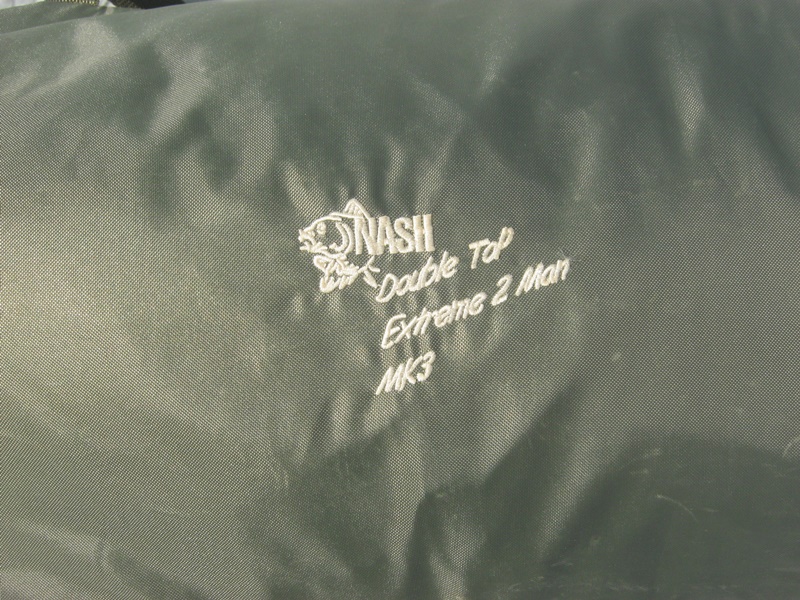 NASH
Double Top
Extreme 2 Man
MK3